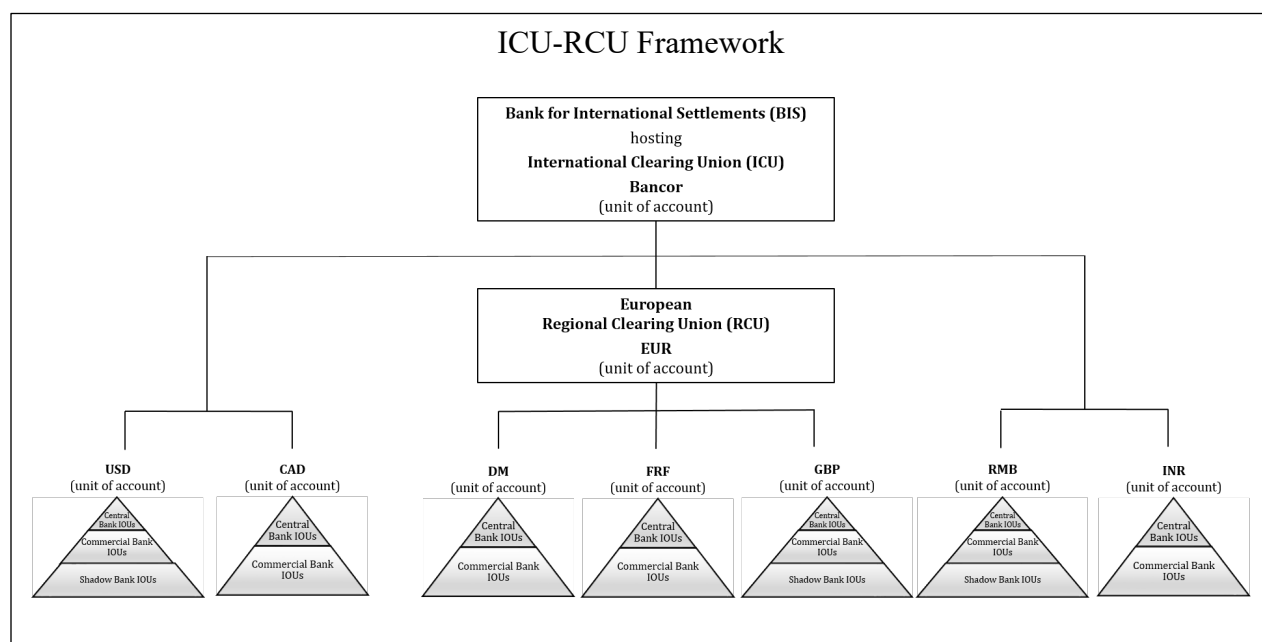 ICU-RCU Framework
Bank for International Settlements (BIS)
hosting
International Clearing Union (ICU)
Bancor
(unit of account)
European
Regional Clearing Union (RCU)
EUR
(unit of account)
USD
(unit of account)
Central
Bank IOUs
Commercial Bank
IOUs
Shadow Bank IOUs
CAD
(unit of account)
Central
Bank IOUs
Commercial Bank
IOUs
DM
(unit of account)
Central
Bank IOUs
Commercial Bank
IOUs
FRF
(unit of account)
Central
Bank IOUs
Commercial Bank
IOUs
GBP
(unit of account)
Central
Bank IOUs
Commercial Bank
IOUs
Shadow Bank IOUs
RMB
(unit of account)
Central
Bank IOUs
Commercial Bank
IOUs
Shadow Bank IOUs
INR
(unit of account)
Central
Bank IOUs
Commercial Bank
IOUs